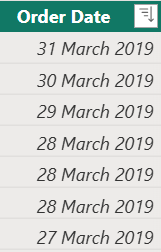 Order Date
31 March 2019
30 March 2019
29 March 2019
28 March 2019
28 March 2019
28 March 2019
27 March 2019